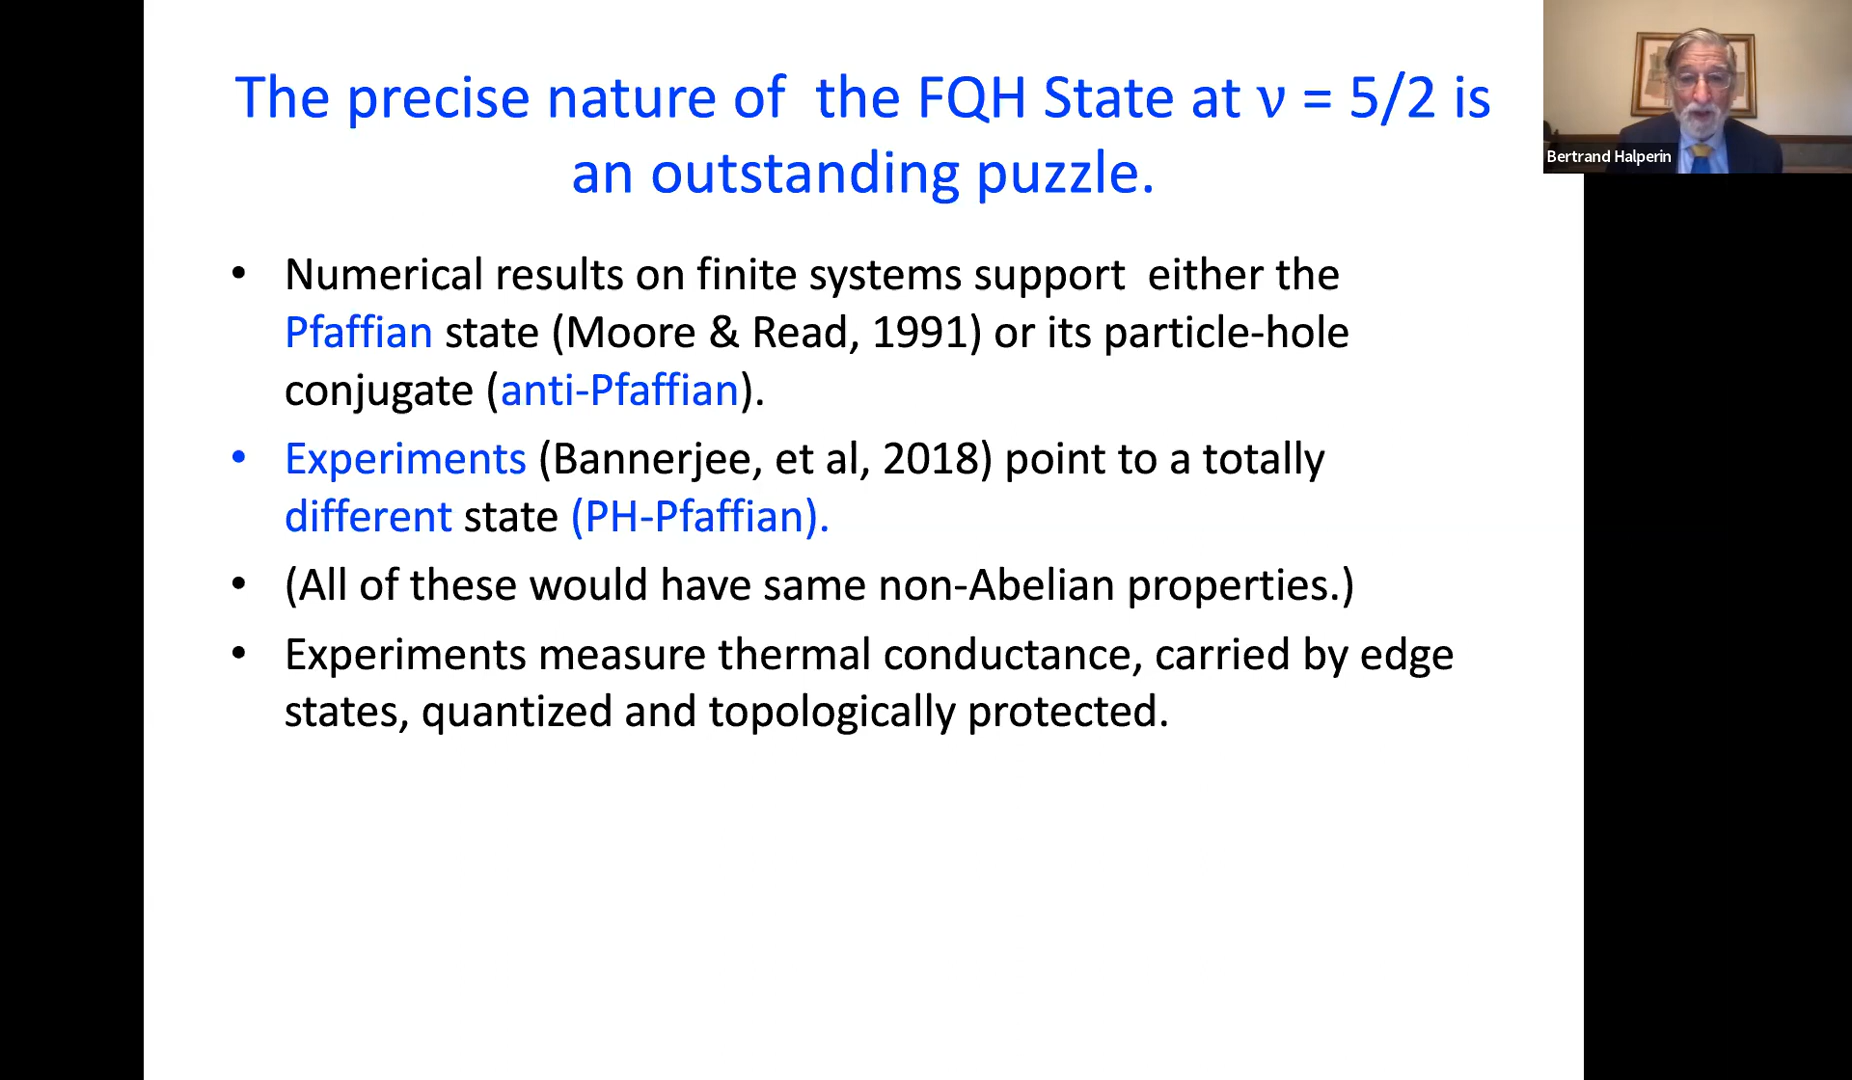 The precise nature of  the FQH State at ν = 5/2 is
an outstanding puzzle.
Bertrand Halperin
• Numerical results on finite systems support  either the
Pfaffian state (Moore & Read, 1991) or its particle-hole
conjugate (anti-Pfaffian).
• Experiments (Bannerjee, et al, 2018) point to a totally
different state (PH-Pfaffian).
• (All of these would have same non-Abelian properties.)
• Experiments measure thermal conductance, carried by edge
states, quantized and topologically protected.